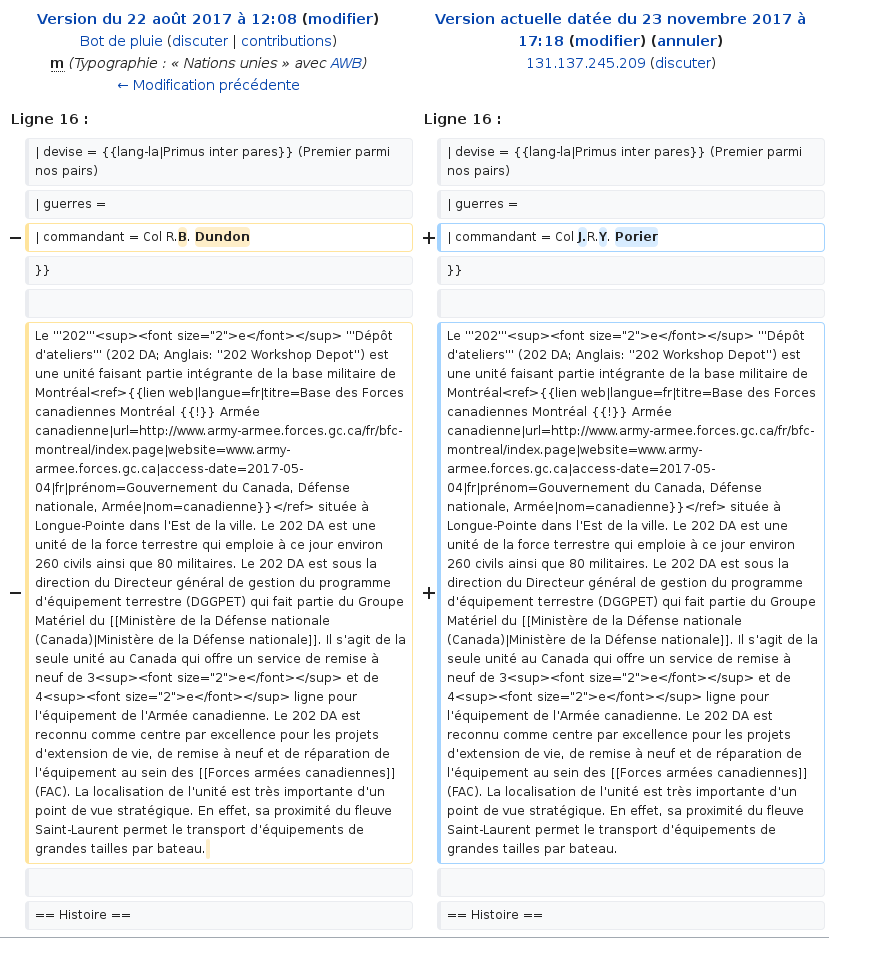 Version du 22 août 2017 à 12:08 (modifier)
Bot de pluie (discuter | contributions)
m (Typographie : « Nations unies » avec AWB)
← Modification précédente
Version actuelle datée du 23 novembre 2017 à
17:18 (modifier) (annuler)
131.137.245.209 (discuter)
Ligne 16 :
Ligne 16 :
| devise = {{lang-la|Primus inter pares}} (Premier parmi
nos pairs)
| devise = {{lang-la|Primus inter pares}} (Premier parmi
nos pairs)
| guerres =
| guerres =
− | commandant = Col R.B. Dundon
+ | commandant = Col J.R.Y. Porier
}}
}}
− Le '''202'''<sup><font size="2">e</font></sup> '''Dépôt
d'ateliers''' (202 DA; Anglais: ''202 Workshop Depot'') est
une unité faisant partie intégrante de la base militaire de
Montréal<ref>{{lien web|langue=fr|titre=Base des Forces
canadiennes Montréal {{!}} Armée
canadienne|url=http://www.army-armee.forces.gc.ca/fr/bfc-
montreal/index.page|website=www.army-
armee.forces.gc.ca|access-date=2017-05-
04|fr|prénom=Gouvernement du Canada, Défense
nationale, Armée|nom=canadienne}}</ref> située à
Longue-Pointe dans l'Est de la ville. Le 202 DA est une
unité de la force terrestre qui emploie à ce jour environ
260 civils ainsi que 80 militaires. Le 202 DA est sous la
direction du Directeur général de gestion du programme
d'équipement terrestre (DGGPET) qui fait partie du Groupe
Matériel du [[Ministère de la Défense nationale
(Canada)|Ministère de la Défense nationale]]. Il s'agit de la
seule unité au Canada qui offre un service de remise à
neuf de 3<sup><font size="2">e</font></sup> et de
4<sup><font size="2">e</font></sup> ligne pour
l'équipement de l'Armée canadienne. Le 202 DA est
reconnu comme centre par excellence pour les projets
d'extension de vie, de remise à neuf et de réparation de
l'équipement au sein des [[Forces armées canadiennes]]
(FAC). La localisation de l'unité est très importante d'un
point de vue stratégique. En effet, sa proximité du fleuve
Saint-Laurent permet le transport d'équipements de
grandes tailles par bateau.
+ Le '''202'''<sup><font size="2">e</font></sup> '''Dépôt
d'ateliers''' (202 DA; Anglais: ''202 Workshop Depot'') est
une unité faisant partie intégrante de la base militaire de
Montréal<ref>{{lien web|langue=fr|titre=Base des Forces
canadiennes Montréal {{!}} Armée
canadienne|url=http://www.army-armee.forces.gc.ca/fr/bfc-
montreal/index.page|website=www.army-
armee.forces.gc.ca|access-date=2017-05-
04|fr|prénom=Gouvernement du Canada, Défense
nationale, Armée|nom=canadienne}}</ref> située à
Longue-Pointe dans l'Est de la ville. Le 202 DA est une
unité de la force terrestre qui emploie à ce jour environ
260 civils ainsi que 80 militaires. Le 202 DA est sous la
direction du Directeur général de gestion du programme
d'équipement terrestre (DGGPET) qui fait partie du Groupe
Matériel du [[Ministère de la Défense nationale
(Canada)|Ministère de la Défense nationale]]. Il s'agit de la
seule unité au Canada qui offre un service de remise à
neuf de 3<sup><font size="2">e</font></sup> et de
4<sup><font size="2">e</font></sup> ligne pour
l'équipement de l'Armée canadienne. Le 202 DA est
reconnu comme centre par excellence pour les projets
d'extension de vie, de remise à neuf et de réparation de
l'équipement au sein des [[Forces armées canadiennes]]
(FAC). La localisation de l'unité est très importante d'un
point de vue stratégique. En effet, sa proximité du fleuve
Saint-Laurent permet le transport d'équipements de
grandes tailles par bateau.
== Histoire ==
== Histoire ==